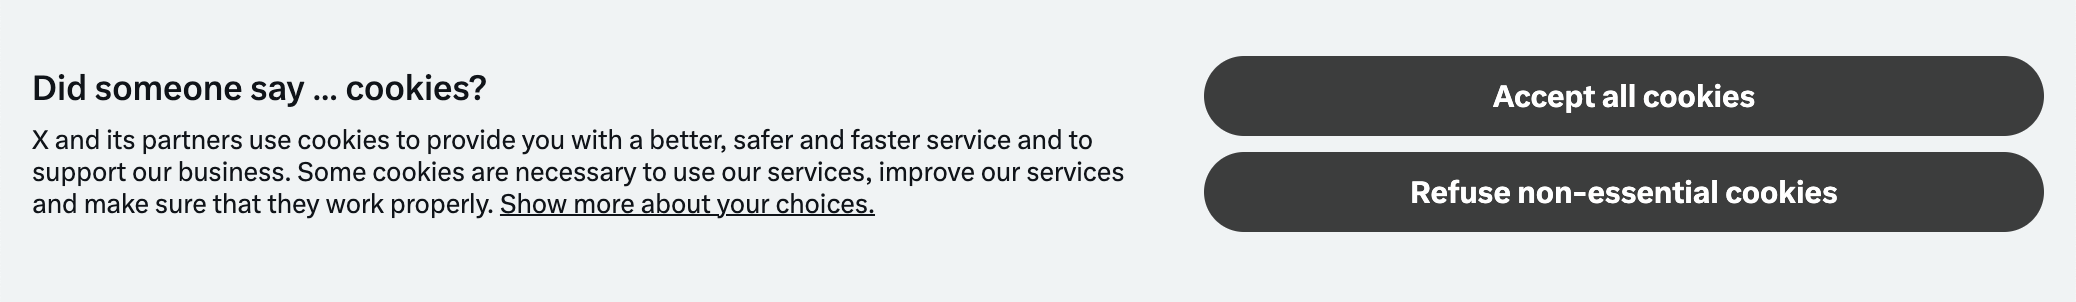 Did someone say … cookies?
X and its partners use cookies to provide you with a better, safer and faster service and to
support our business. Some cookies are necessary to use our services, improve our services
and make sure that they work properly. Show more about your choices.
Accept all cookies
Refuse non-essential cookies